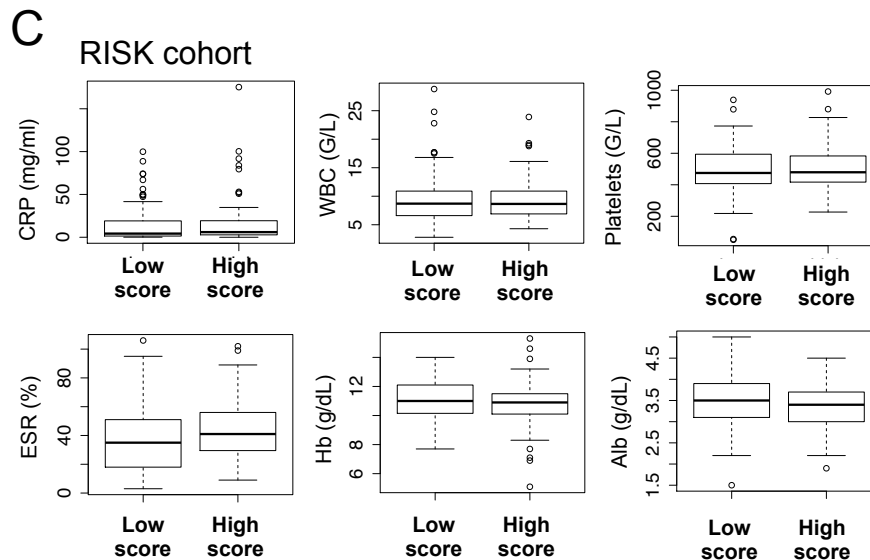 C
RISK cohort
CRP (mg/ml)
0
50
100
Low
score
High
score
WBC (G/L)
5
15
25
Low
score
High
score
Platelets (G/L)
200
600
1000
Low
score
High
score
ESR (%)
0
40
80
Low
score
High
score
Hb (g/dL)
6
8
12
Low
score
High
score
Alb (g/dL)
1.5
2.5
3.5
4.5
Low
score
High
score